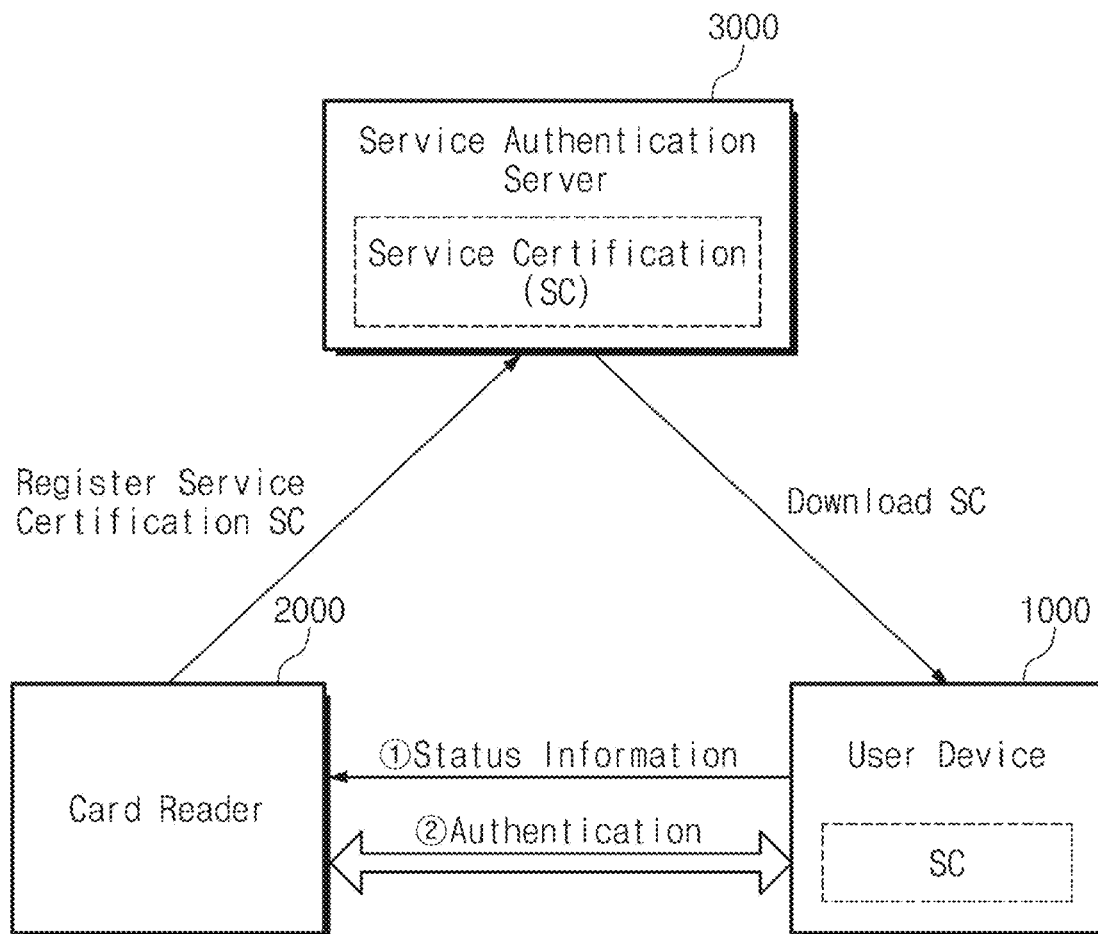 3000
Service Authentication
Server
Service Certification
(SC)
Register Service
Certification SC
Download SC
2000
1000
Card Reader
①Status Information
②Authentication
User Device
SC